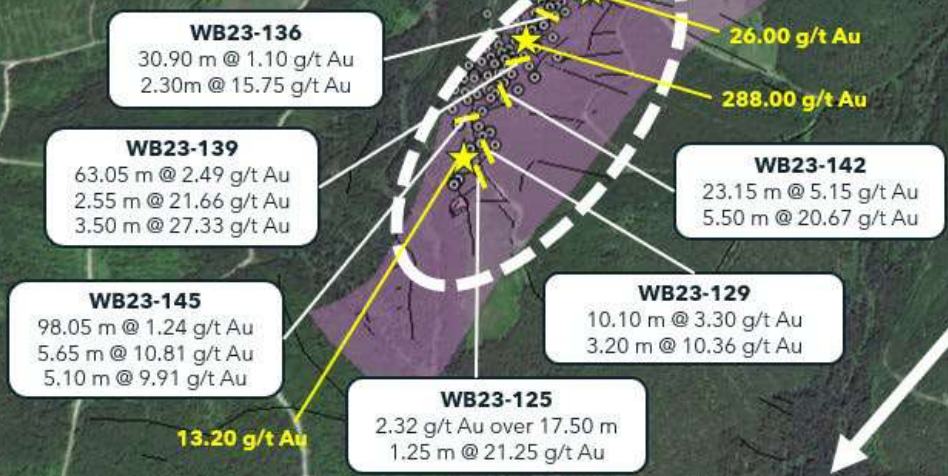 WB23-136
30.90 m @ 1.10 g/t Au
2.30m @ 15.75 g/t Au
26.00 g/t Au
288.00 g/t Au
WB23-139
63.05 m @ 2.49 g/t Au
2.55 m @ 21.66 g/t Au
3.50 m @ 27.33 g/t Au
WB23-142
23.15 m @ 5.15 g/t Au
5.50 m @ 20.67 g/t Au
WB23-145
98.05 m @ 1.24 g/t Au
5.65 m @ 10.81 g/t Au
5.10 m @ 9.91 g/t Au
WB23-129
10.10 m @ 3.30 g/t Au
3.20 m @ 10.36 g/t Au
WB23-125
2.32 g/t Au over 17.50 m
1.25 m @ 21.25 g/t Au
13.20 g/t Au